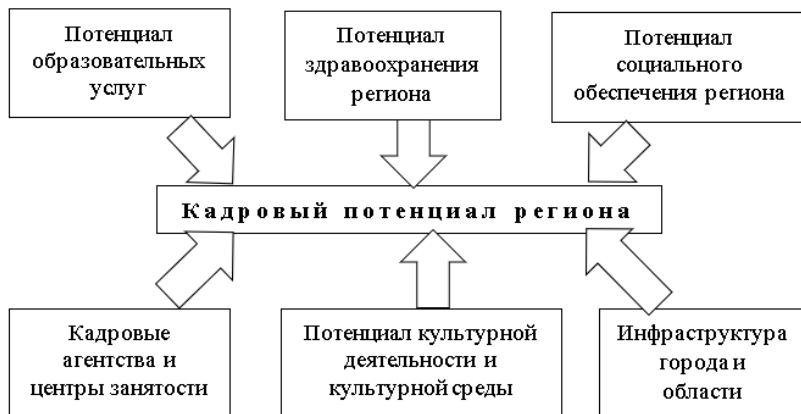 Потенциал
образовательных
услуг
Потенциал
здравоохранения
региона
Потенциал
социального
обеспечения региона
Кадровый потенциал региона
Кадровые
агентства и
центры занятости
Потенциал культурной
деятельности и
культурной среды
Инфраструктура
города и
области